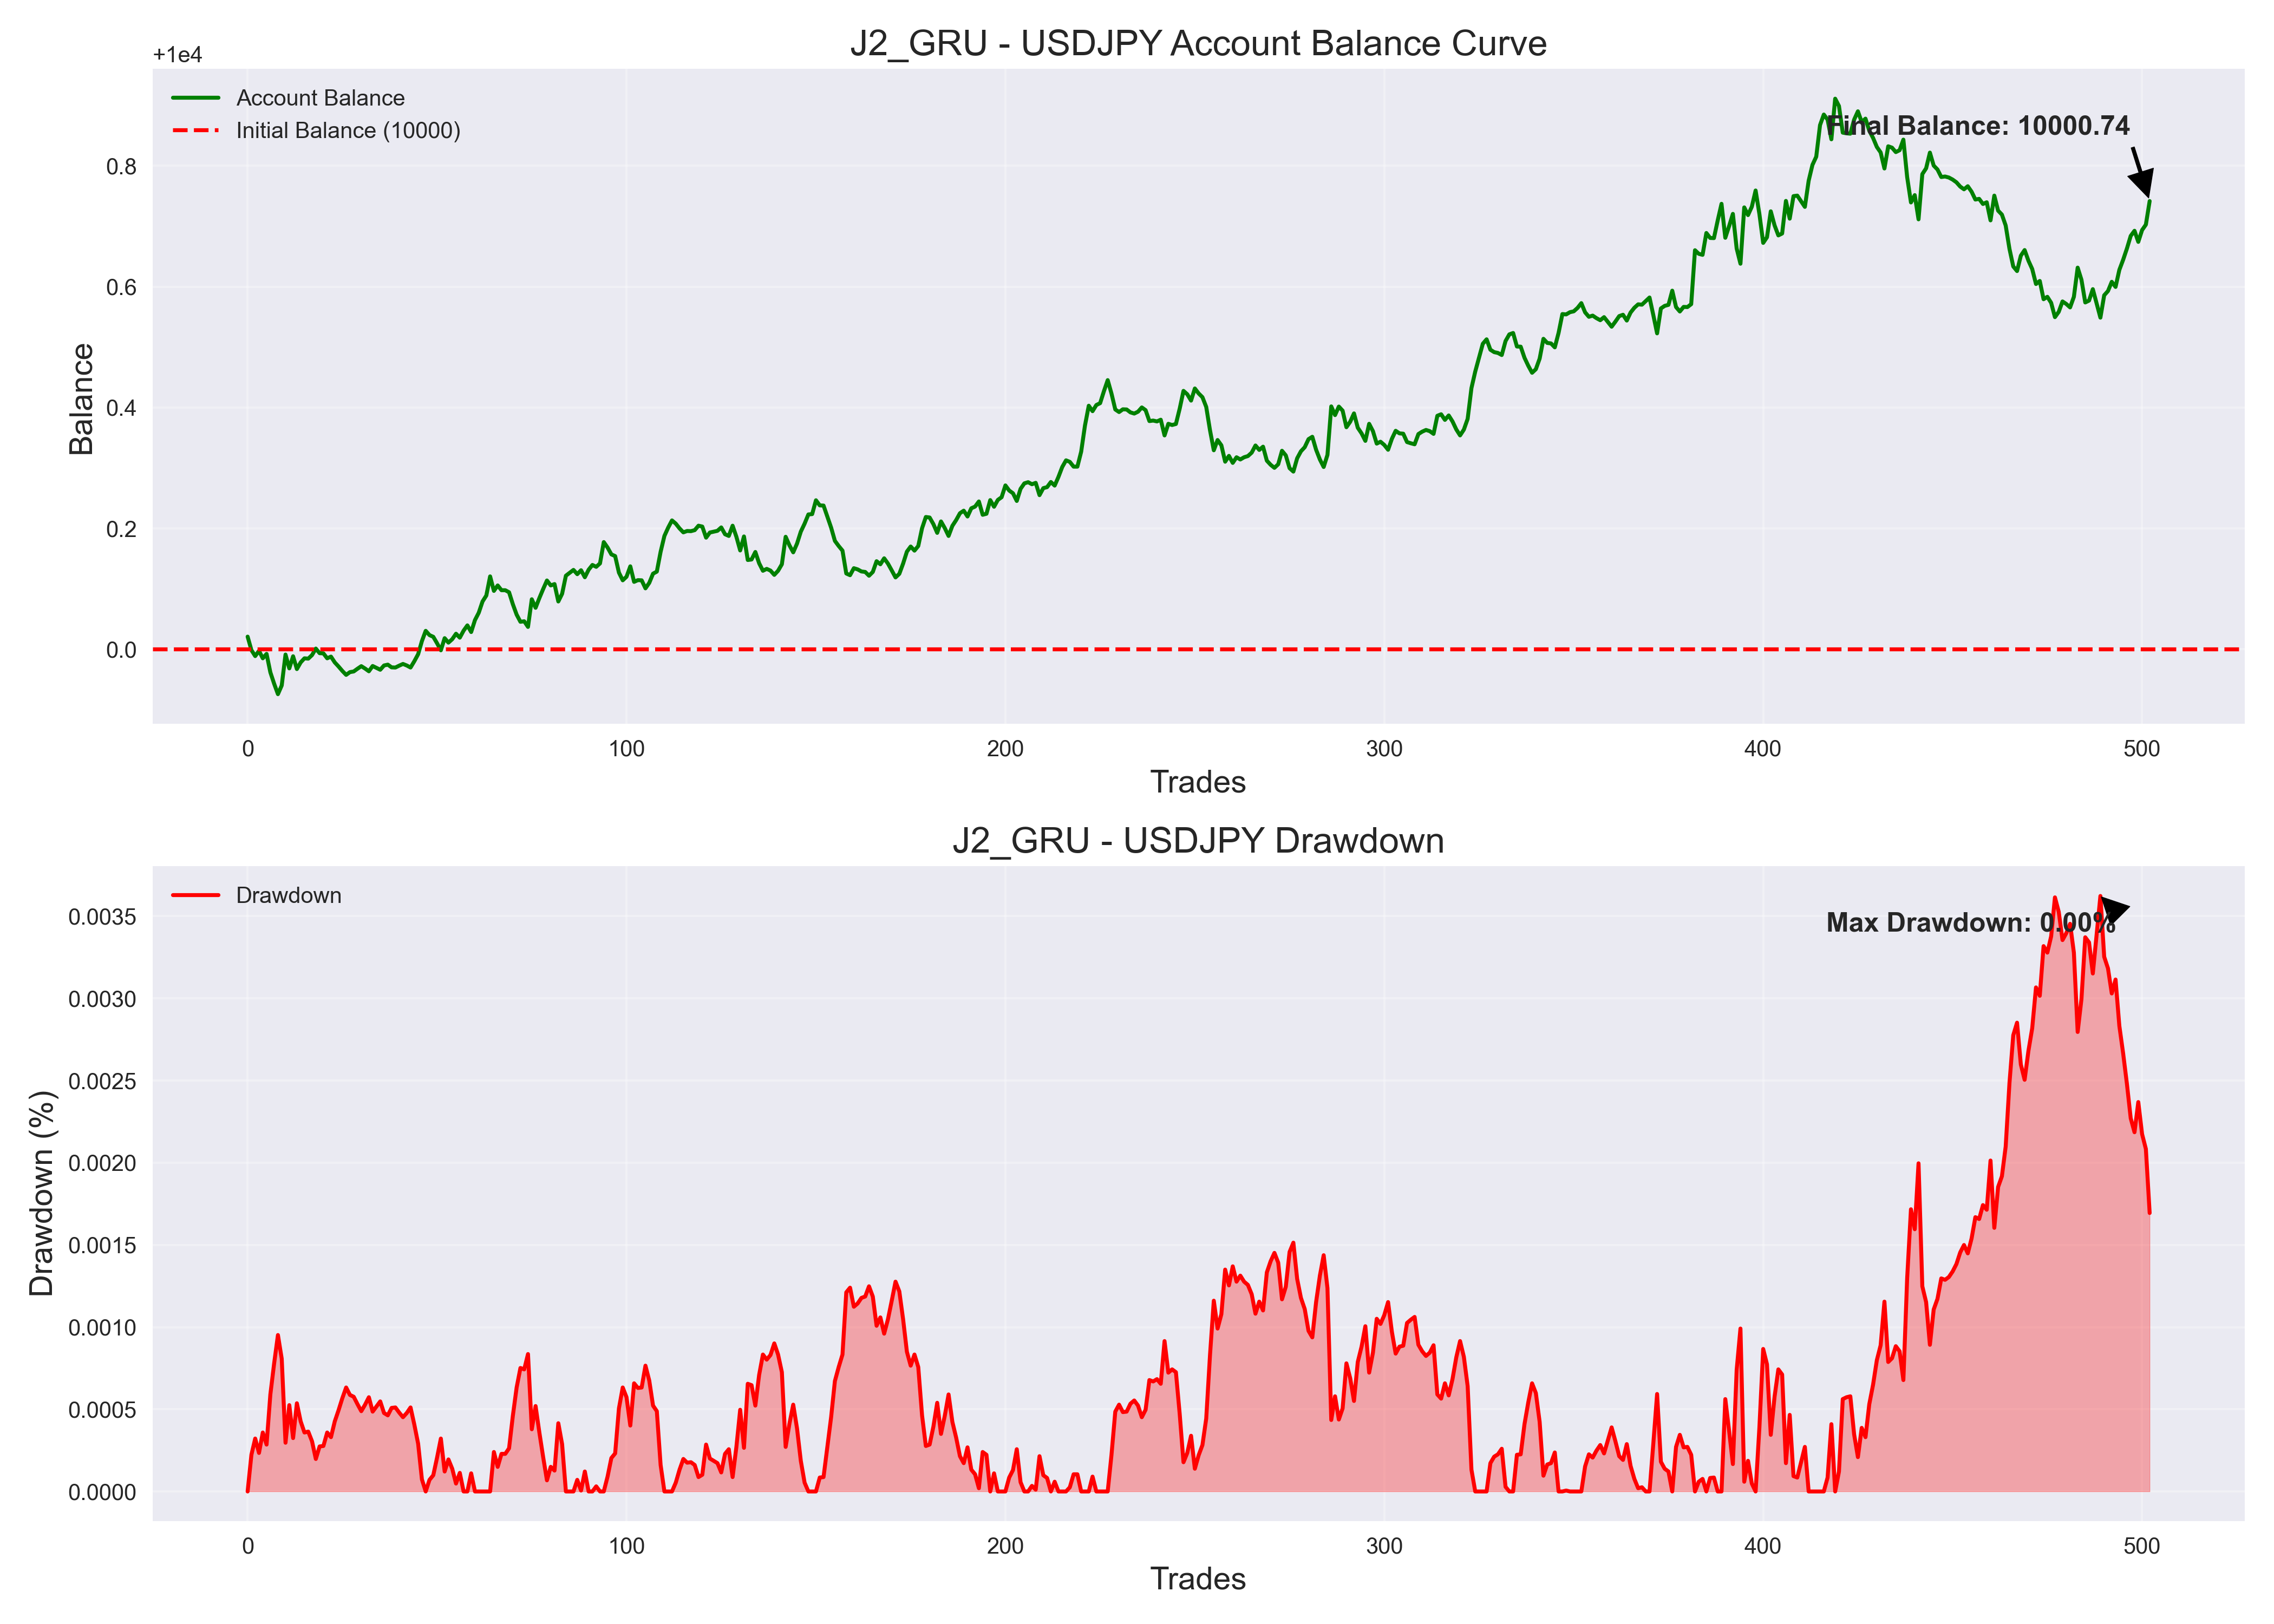 J2_GRU - USDJPY Account Balance Curve
+1e4
Account Balance
Initial Balance (10000)
Final Balance: 10000.74
0.8
0.6
0.4
0.2
0.0
Balance
0 100 200 300 400 500
Trades
J2_GRU - USDJPY Drawdown
Drawdown
Max Drawdown: 0.00%
0.0035
0.0030
0.0025
0.0020
0.0015
0.0010
0.0005
0.0000
Drawdown (%)
0 100 200 300 400 500
Trades